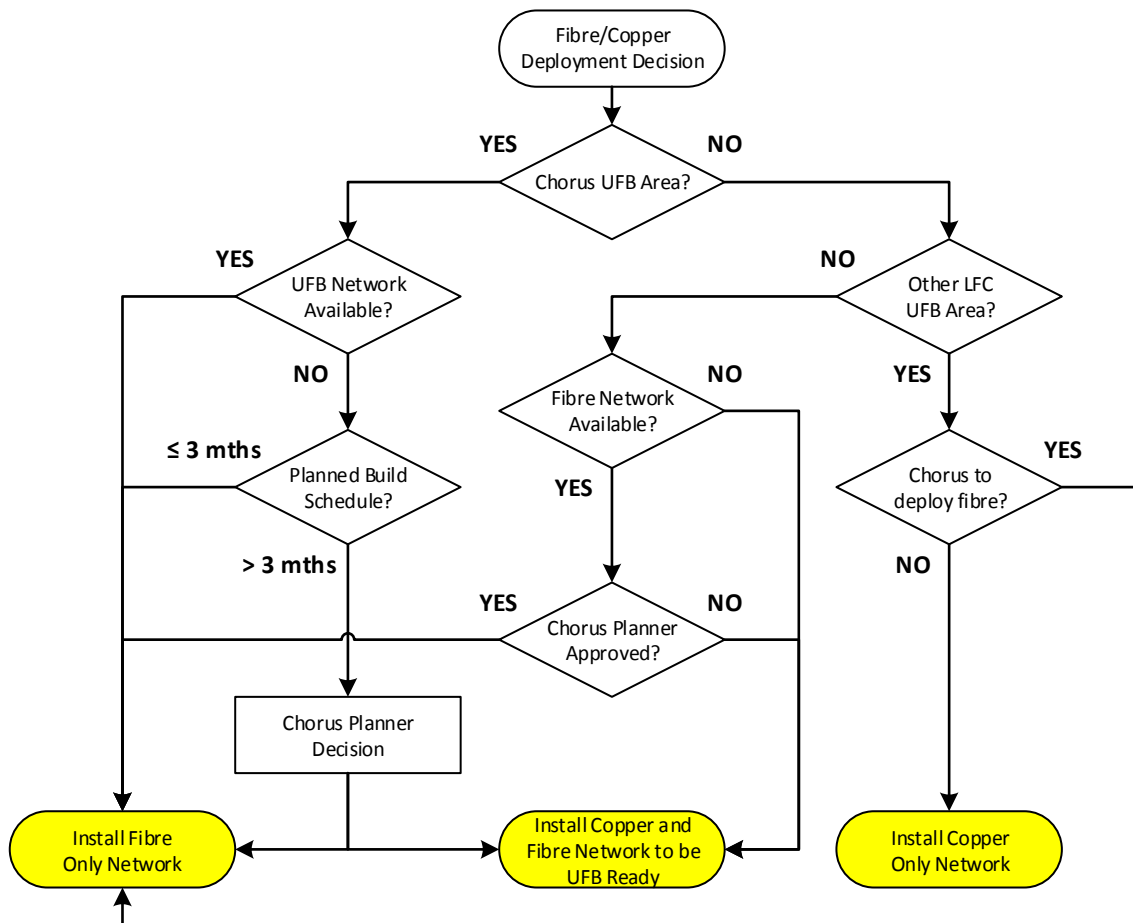 Fibre/Copper
Deployment Decision
YES
NO
Chorus UFB Area?
YES
NO
UFB Network
Available?
Other LFC
UFB Area?
NO
NO
YES
Fibre Network
Available?
≤ 3 mths
YES
YES
Planned Build
Schedule?
Chorus to
deploy fibre?
> 3 mths
NO
YES
NO
Chorus Planner
Approved?
Chorus Planner
Decision
Install Fibre
Only Network
Install Copper and
Fibre Network to be
UFB Ready
Install Copper
Only Network